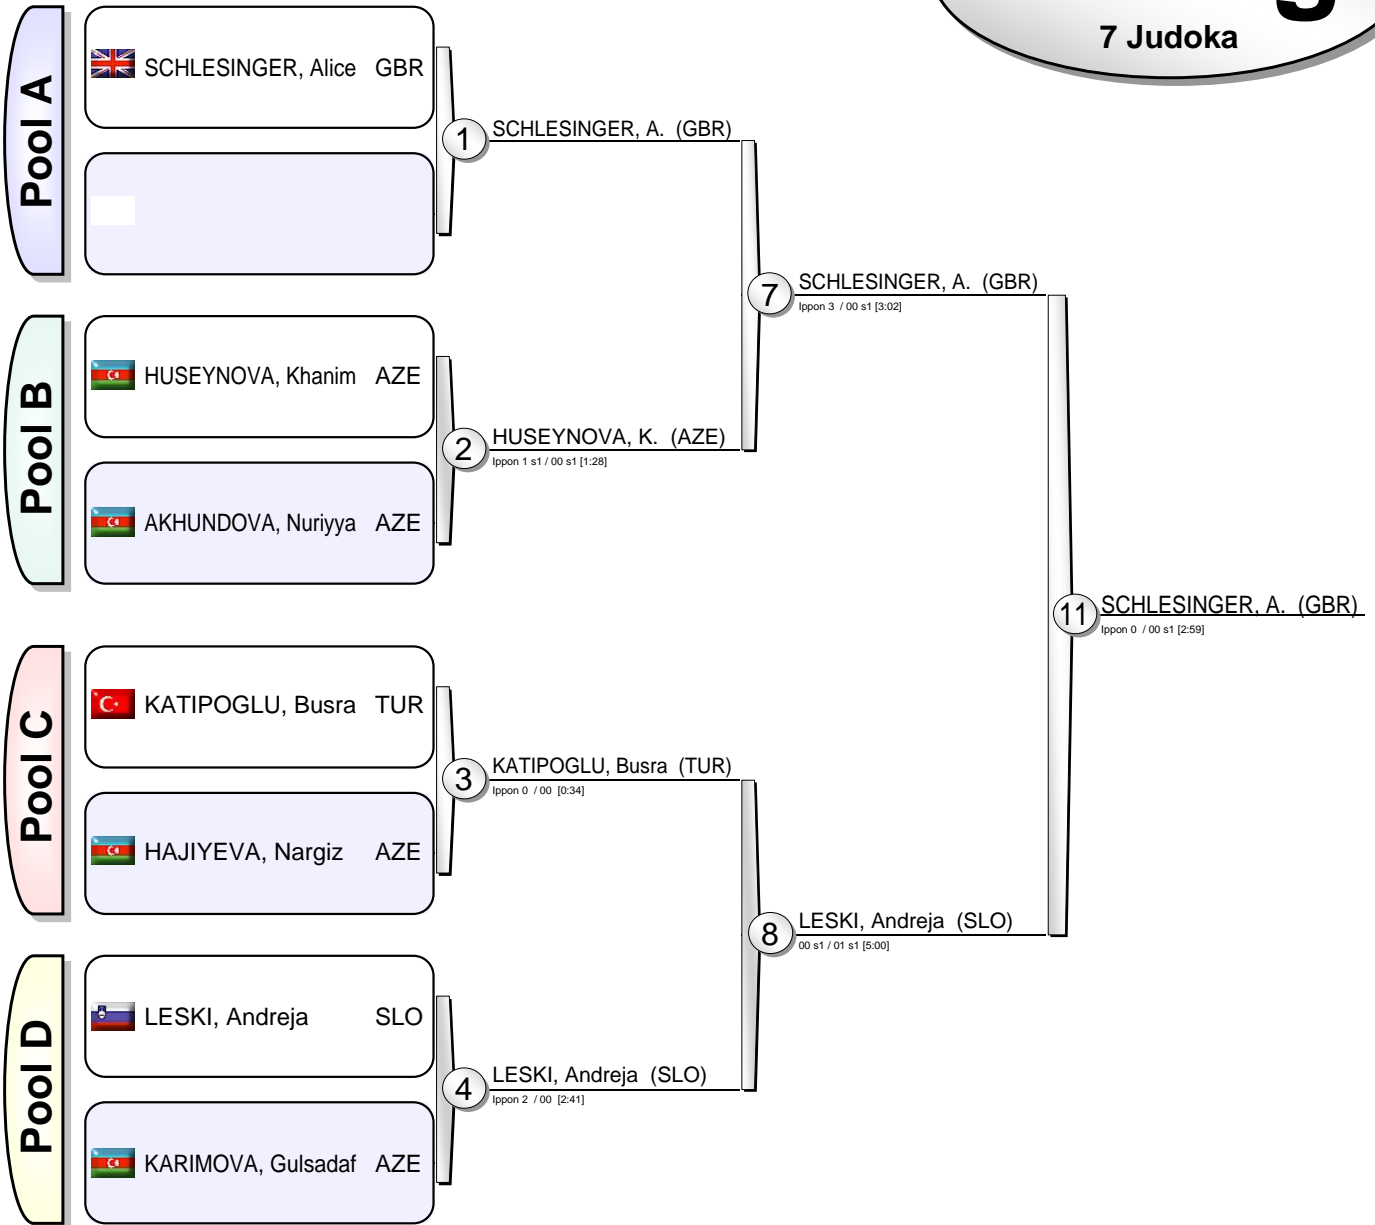 7 Judoka
Pool A
SCHLESINGER, Alice GBR
1
SCHLESINGER, A. (GBR)
7
SCHLESINGER, A. (GBR)
Ippon 3 / 00 s1 [3:02]
Pool B
HUSEYNOVA, Khanim AZE
2
HUSEYNOVA, K. (AZE)
Ippon 1 s1 / 00 s1 [1:28]
AKHUNDOVA, Nuriyya AZE
11
SCHLESINGER, A. (GBR)
Ippon 0 / 00 s1 [2:59]
Pool C
KATIPOGLU, Busra TUR
3
KATIPOGLU, Busra (TUR)
Ippon 0 / 00 [0:34]
HAJIYEVA, Nargiz AZE
8
LESKI, Andreja (SLO)
00 s1 / 01 s1 [5:00]
Pool D
LESKI, Andreja SLO
4
LESKI, Andreja (SLO)
Ippon 2 / 00 [2:41]
KARIMOVA, Gulsadaf AZE